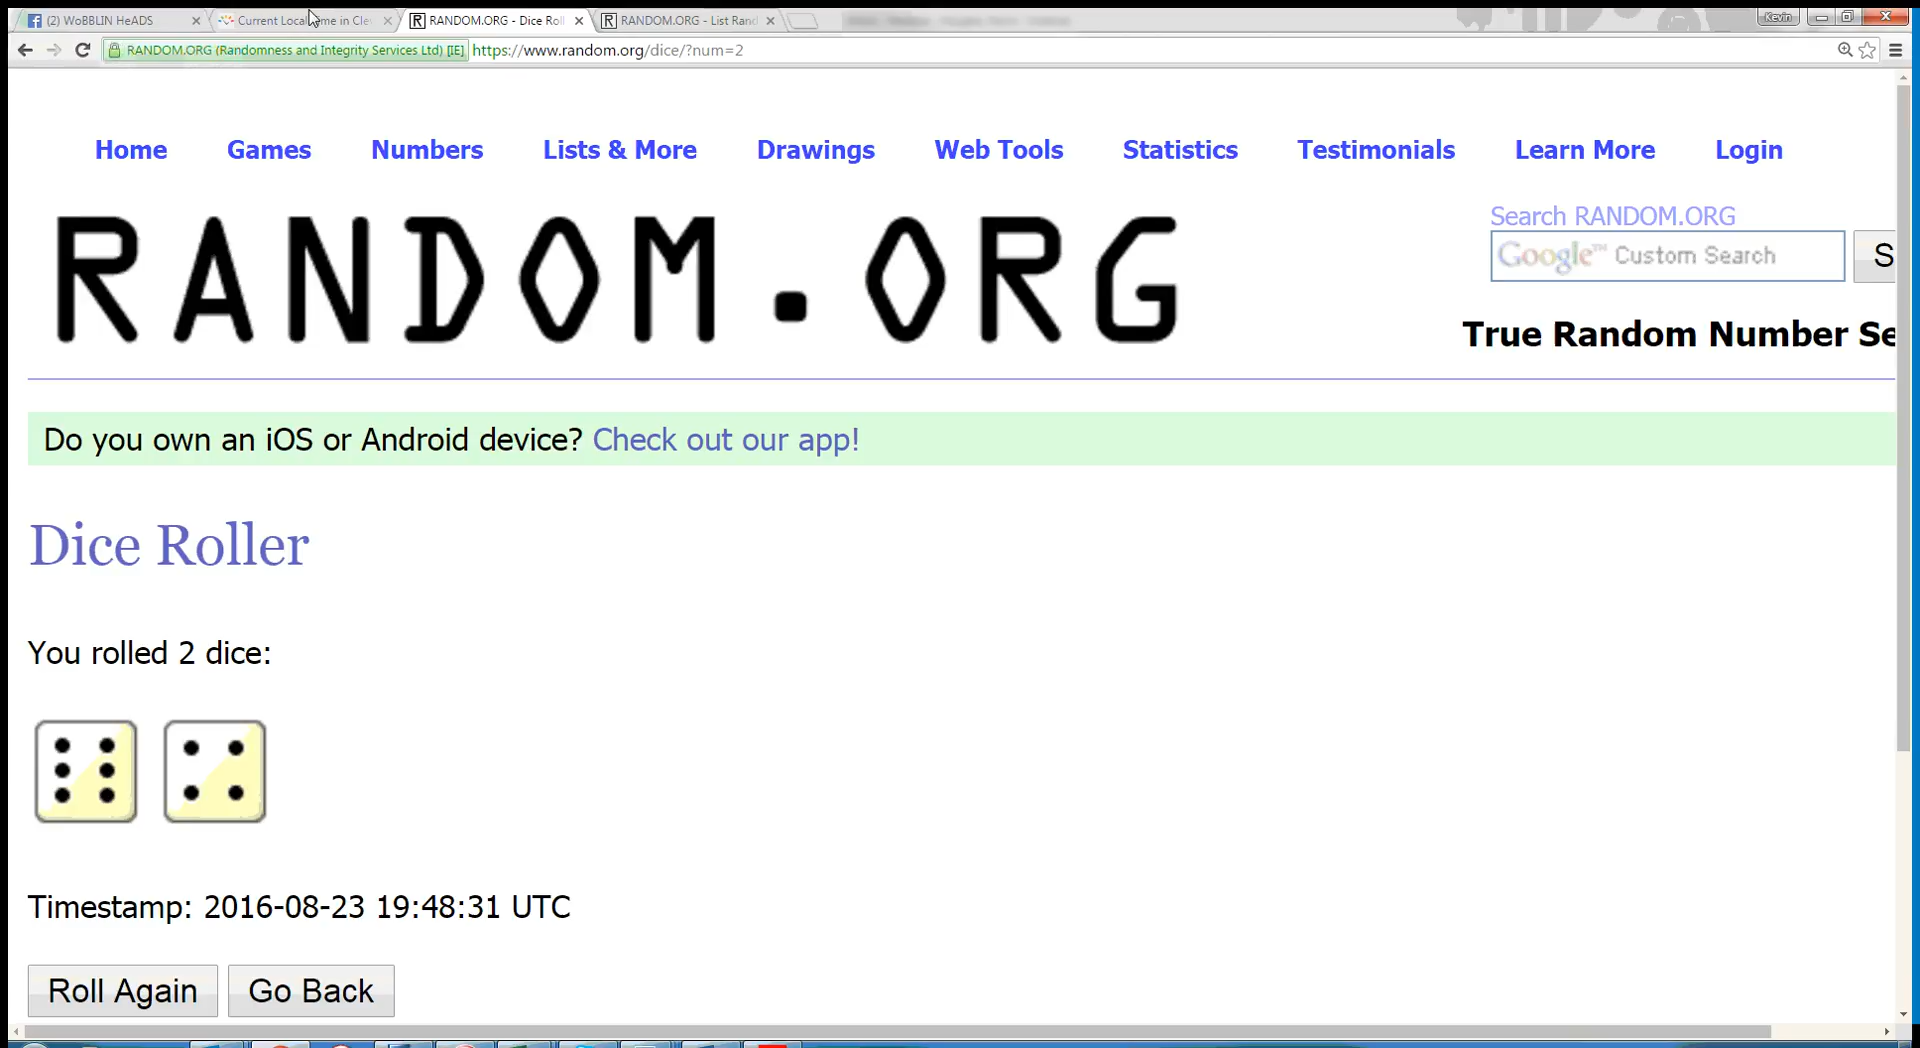 (2) WoBBLIN HeADS
Current Local
me in Cle
RANDOM.ORG - Dice Roll
RANDOM.ORG - List Rand
Kevin
RANDOM.ORG (Randomness and Integrity Services Ltd) [IE]
https://www.random.org/dice/?num=2
Home Games Numbers Lists & More Drawings Web Tools Statistics Testimonials Learn More Login
RANDOM.ORG
Search RANDOM.ORG
Google™ Custom Search
S
True Random Number Se
Do you own an iOS or Android device? Check out our app!
Dice Roller
You rolled 2 dice:
Timestamp: 2016-08-23 19:48:31 UTC
Roll Again Go Back